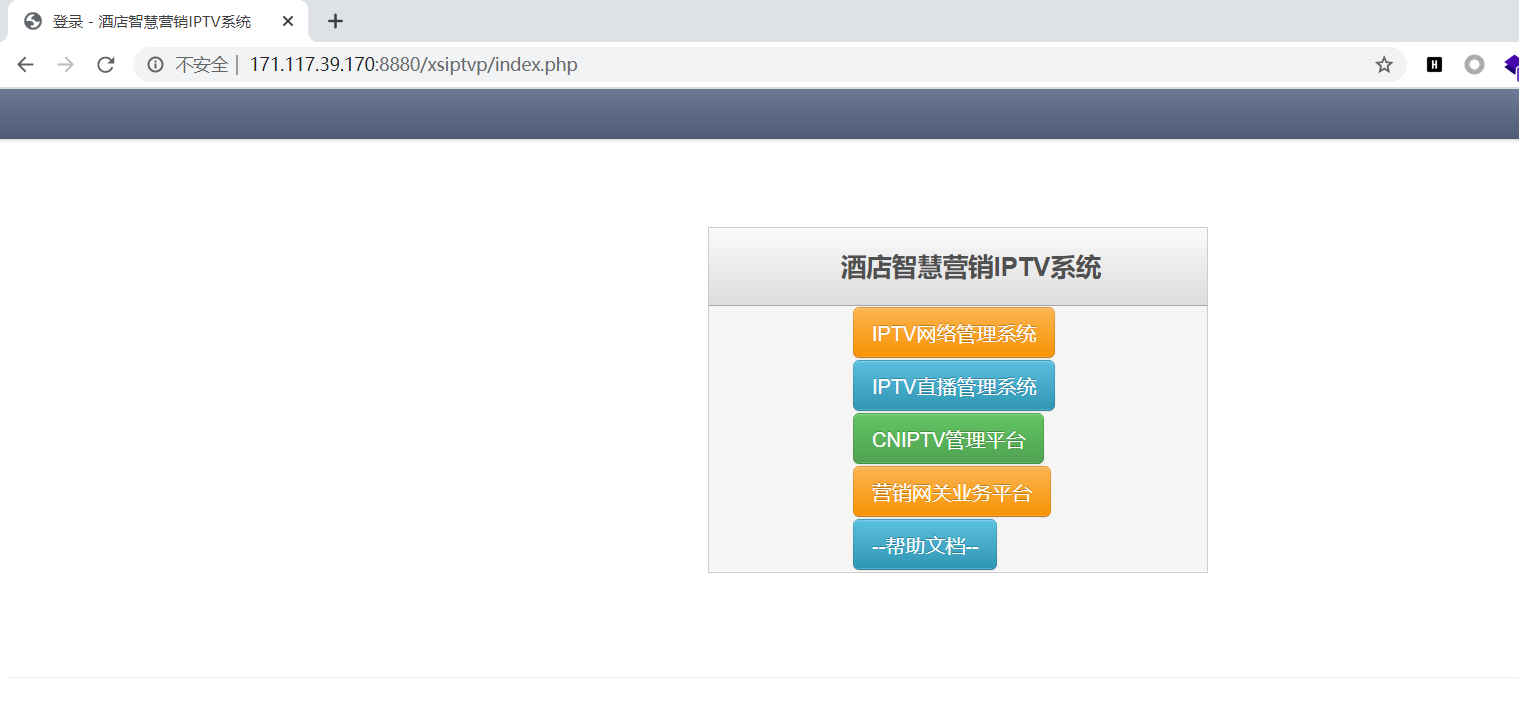 登录 - 酒店智慧营销IPTV系统
不安全 | 171.117.39.170:8880/xsiptvp/index.php
酒店智慧营销IPTV系统
IPTV网络管理系统
IPTV直播管理系统
CNIPTV管理平台
营销网关业务平台
--帮助文档--